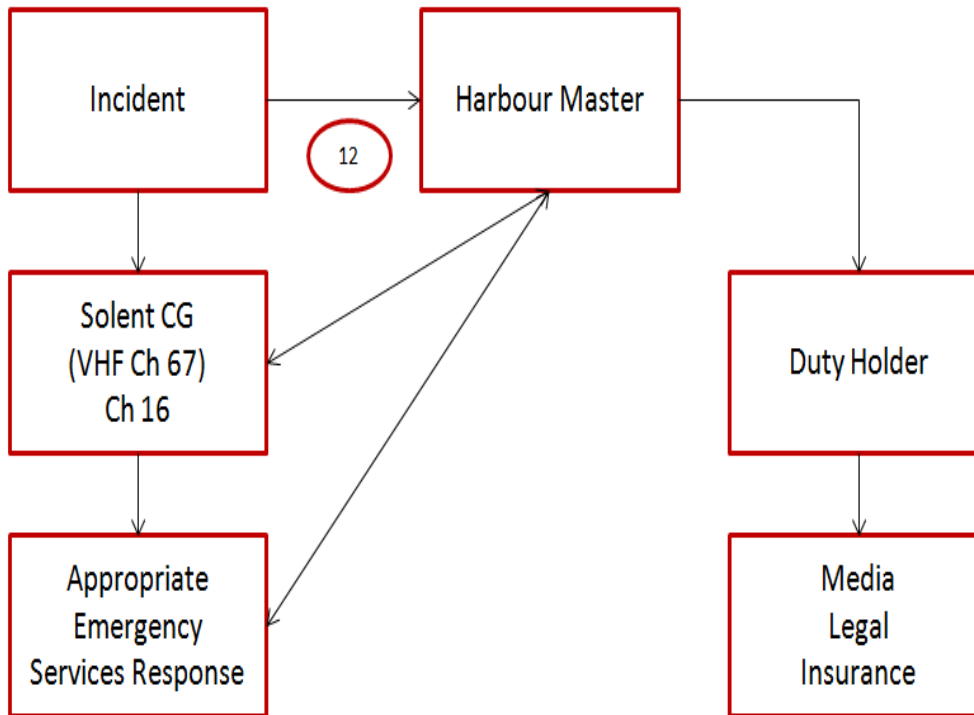 Incident
Harbour Master
12
Solent CG
(VHF Ch 67)
Ch 16
Duty Holder
Appropriate
Emergency
Services Response
Media
Legal
Insurance